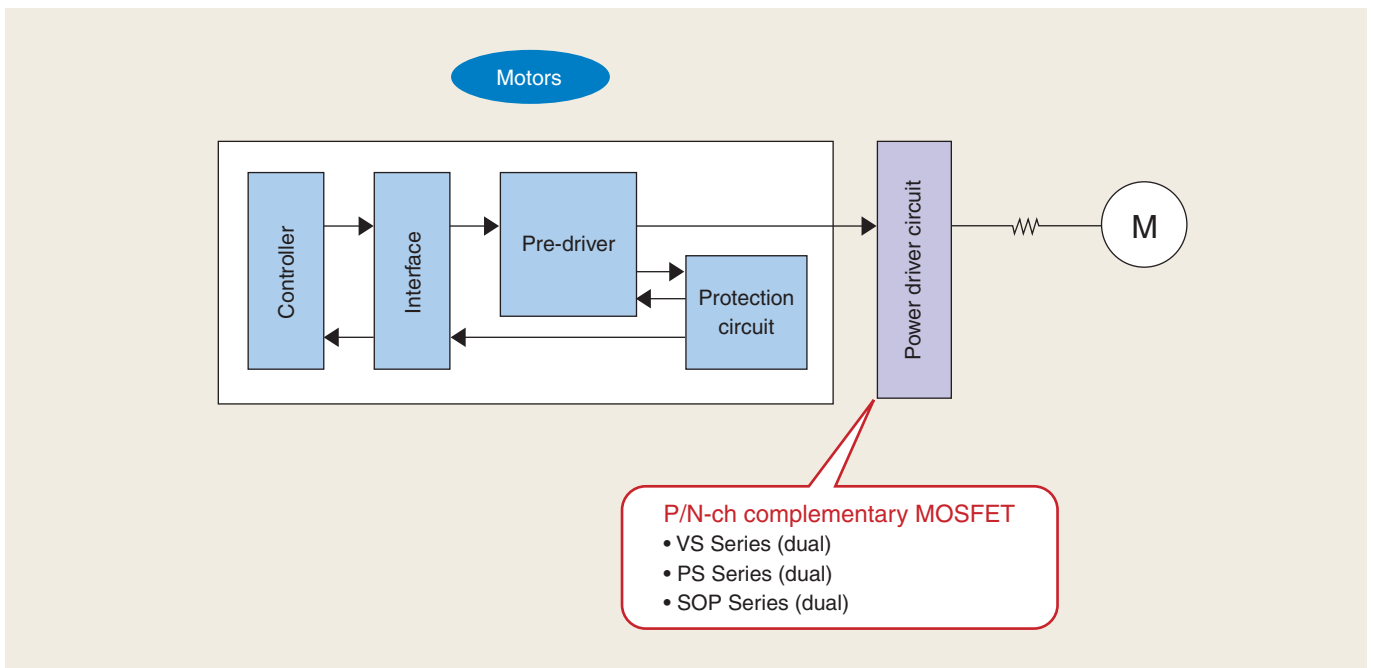 Motors
Controller
Interface
Pre-driver
Protection
circuit
Power driver circuit
M
P/N-ch complementary MOSFET
• VS Series (dual)
• PS Series (dual)
• SOP Series (dual)